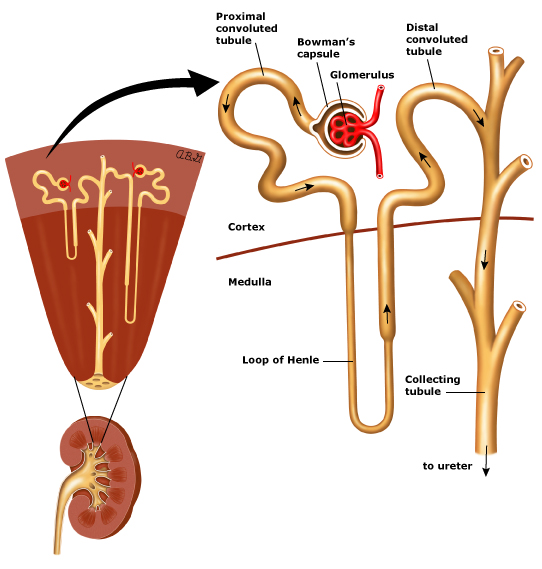 Proximal
convoluted
tubule
Bowman's
capsule
Glomerulus
Distal
convoluted
tubule
Cortex
Medulla
Loop of Henle
Collecting
tubule
to ureter